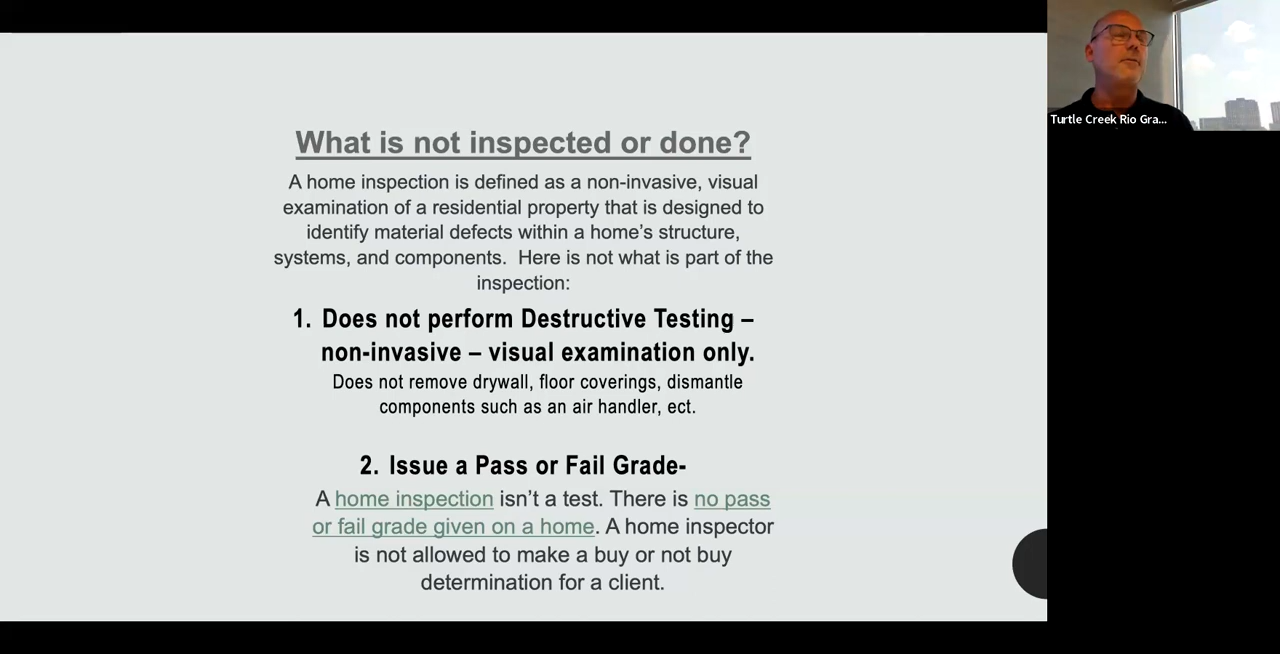 What is not inspected or done?
A home inspection is defined as a non-invasive, visual
examination of a residential property that is designed to
identify material defects within a home’s structure,
systems, and components.  Here is not what is part of the
inspection:
1. Does not perform Destructive Testing –
non-invasive – visual examination only.
Does not remove drywall, floor coverings, dismantle
components such as an air handler, ect.
2. Issue a Pass or Fail Grade-
A home inspection isn’t a test. There is no pass
or fail grade given on a home. A home inspector
is not allowed to make a buy or not buy
determination for a client.
Turtle Creek Rio Gra...